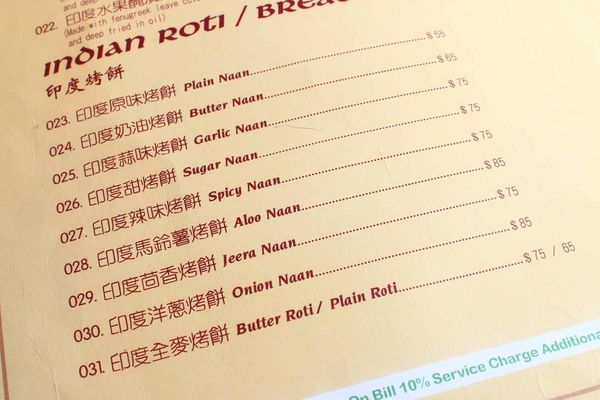 022. 印度水果
(Made with fenugreek leave
and deep fried in oil)
Indian Roti /
印度烤餅
023. 印度原味烤餅 Plain Naan..............................$55
024. 印度奶油烤餅 Butter Naan..............................$65
025. 印度蒜味烤餅 Garlic Naan..............................$75
026. 印度甜烤餅 Sugar Naan..............................$75
027. 印度辣味烤餅 Spicy Naan..............................$75
028. 印度馬鈴薯烤餅 Aloo Naan..............................$85
029. 印度茴香烤餅 Jeera Naan..............................$75
030. 印度洋蔥烤餅 Onion Naan..............................$85
031. 印度全麥烤餅 Butter Roti / Plain Roti..............................$75 / 65
On Bill 10% Service Charge